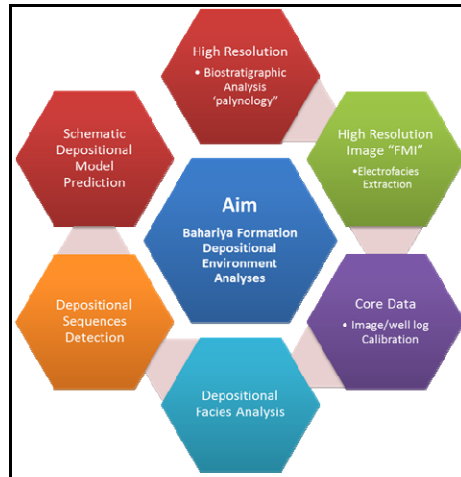 High Resolution
• Biostratigraphic
Analysis
‘palynology”
High Resolution
Image “FMI”
•Electrofacies
Extraction
Core Data
• Image/well log
Calibration
Depositional
Facies Analysis
Depositional
Sequences
Detection
Schematic
Depositional
Model
Prediction
Aim
Bahariya Formation
Depositional
Environment
Analyses